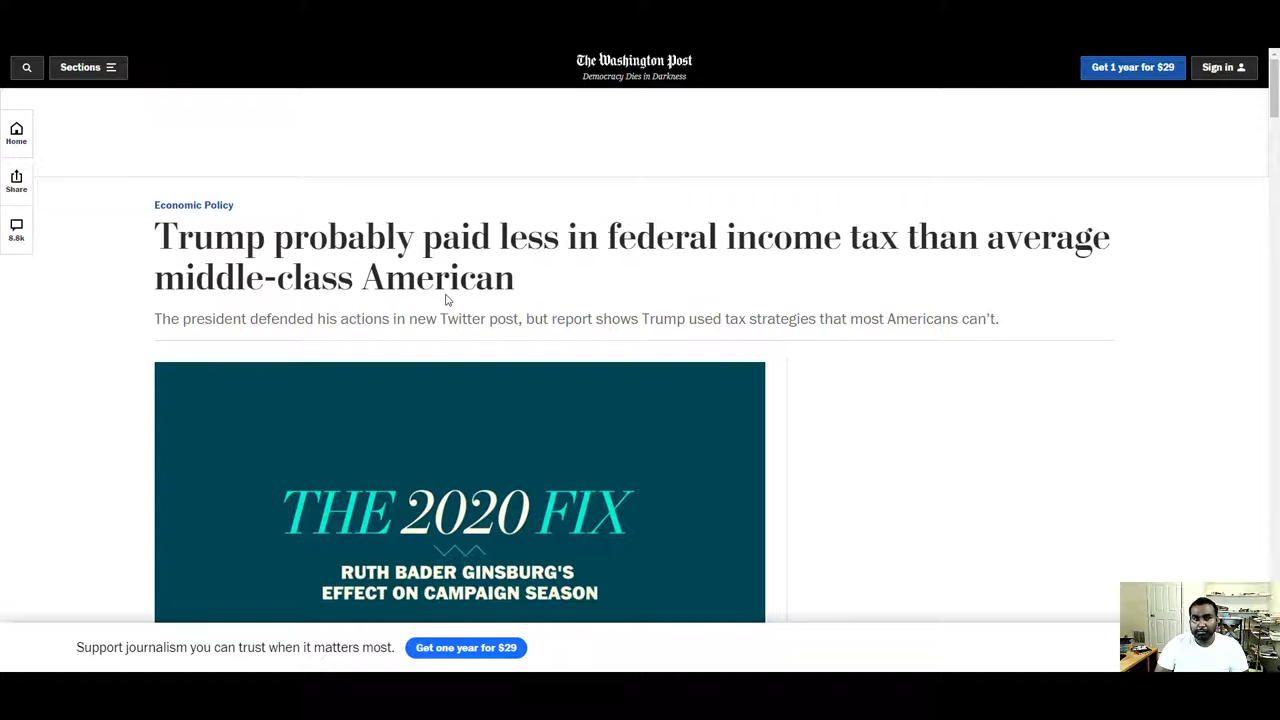 Sections
The Washington Post
Democracy Dies in Darkness
Get 1 year for $29
Sign in
Home
Share
8.8k
Economic Policy
Trump probably paid less in federal income tax than average
middle-class American
The president defended his actions in new Twitter post, but report shows Trump used tax strategies that most Americans can't.
THE 2020 FIX
RUTH BADER GINSBURG'S
EFFECT ON CAMPAIGN SEASON
Support journalism you can trust when it matters most.
Get one year for $29